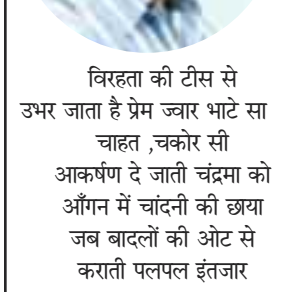 विरहता की टीस से
उभर जाता है प्रेम ज्वार भाटे सा
चाहत ,चकोर सी
आकर्षण दे जाती चंद्रमा को
आँगन में चांदनी की छाया
जब बादलों की ओट से
कराती पलपल इंतजार